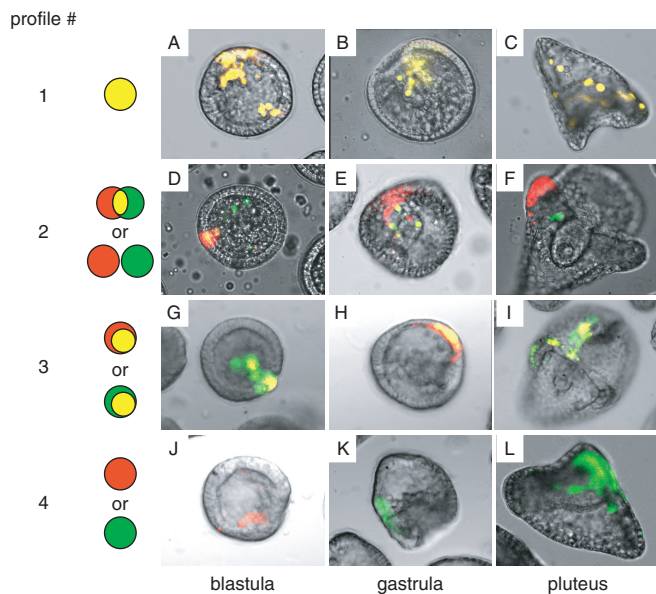 profile #
A B C
1
D E F
2 or
G H I
3 or
J K L
4 or
blastula gastrula pluteus